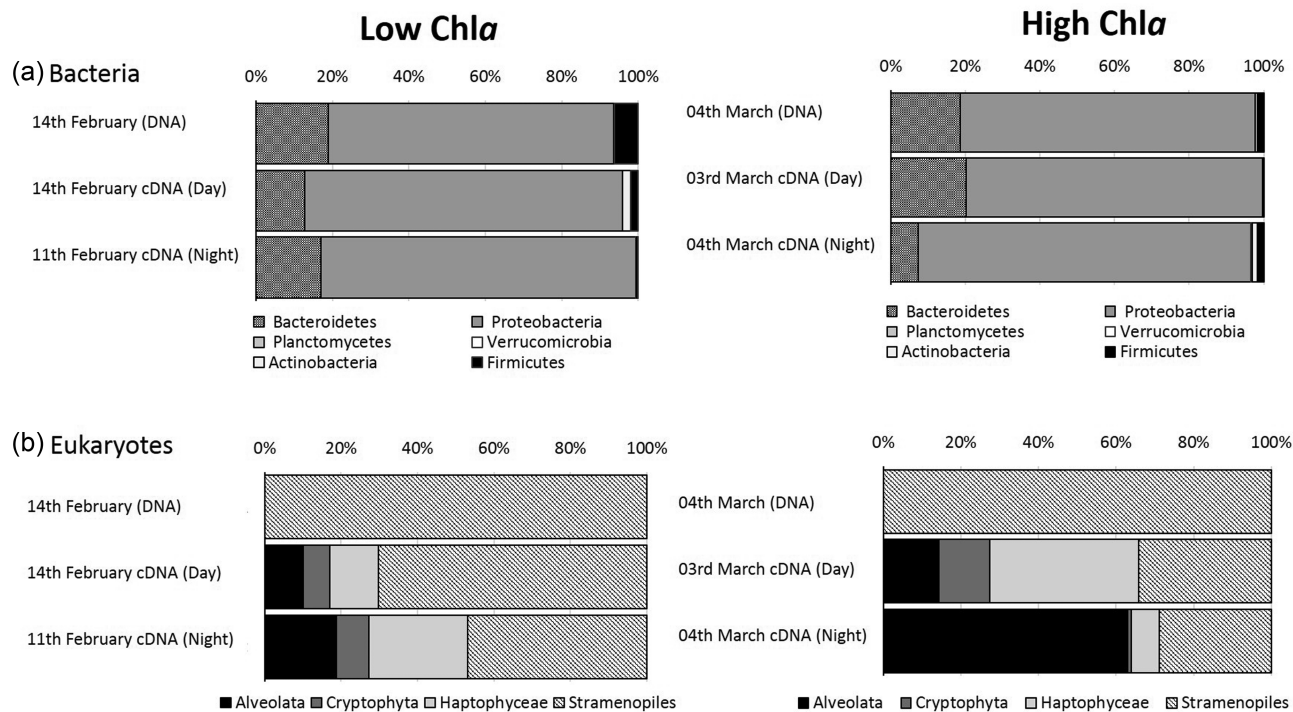 Low Chla
High Chla
(a) Bacteria
0% 20% 40% 60% 80% 100%
14th February (DNA)
14th February cDNA (Day)
11th February cDNA (Night)
Bacteroidetes Proteobacteria
Planctomycetes Verrucomicrobia
Actinobacteria Firmicutes
0% 20% 40% 60% 80% 100%
04th March (DNA)
03rd March cDNA (Day)
04th March cDNA (Night)
Bacteroidetes Proteobacteria
Planctomycetes Verrucomicrobia
Actinobacteria Firmicutes
(b) Eukaryotes
0% 20% 40% 60% 80% 100%
14th February (DNA)
14th February cDNA (Day)
11th February cDNA (Night)
Alveolata Cryptophyta Haptophyceae Stramenopiles
0% 20% 40% 60% 80% 100%
04th March (DNA)
03rd March cDNA (Day)
04th March cDNA (Night)
Alveolata Cryptophyta Haptophyceae Stramenopiles